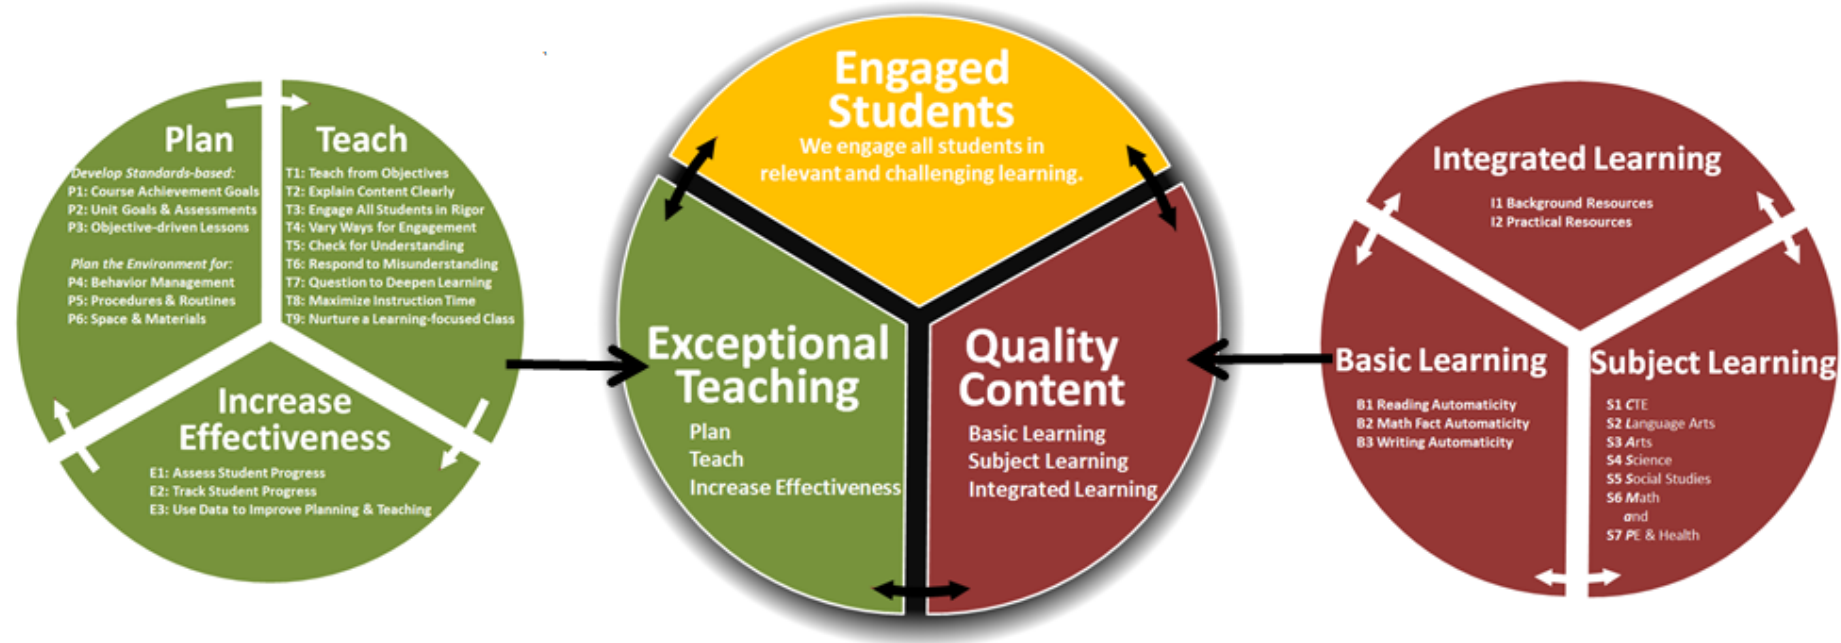 Plan
Develop Standards-based:
P1: Course Achievement Goals
P2: Unit Goals & Assessments
P3: Objective-driven Lessons
Plan the Environment for:
P4: Behavior Management
P5: Procedures & Routines
P6: Space & Materials
Teach
T1: Teach from Objectives
T2: Explain Content Clearly
T3: Engage All Students in Rigor
T4: Vary Ways for Engagement
T5: Check for Understanding
T6: Respond to Misunderstanding
T7: Question to Deepen Learning
T8: Maximize Instruction Time
T9: Nurture a Learning-focused Class
Increase
Effectiveness
E1: Assess Student Progress
E2: Track Student Progress
E3: Use Data to Improve Planning & Teaching
Engaged
Students
We engage all students in
relevant and challenging learning.
Exceptional
Teaching
Plan
Teach
Increase Effectiveness
Quality
Content
Basic Learning
Subject Learning
Integrated Learning
Integrated Learning
I1 Background Resources
I2 Practical Resources
Basic Learning
B1 Reading Automaticity
B2 Math Fact Automaticity
B3 Writing Automaticity
Subject Learning
S1 CTE
S2 Language Arts
S3 Arts
S4 Science
S5 Social Studies
S6 Math
and
S7 PE & Health